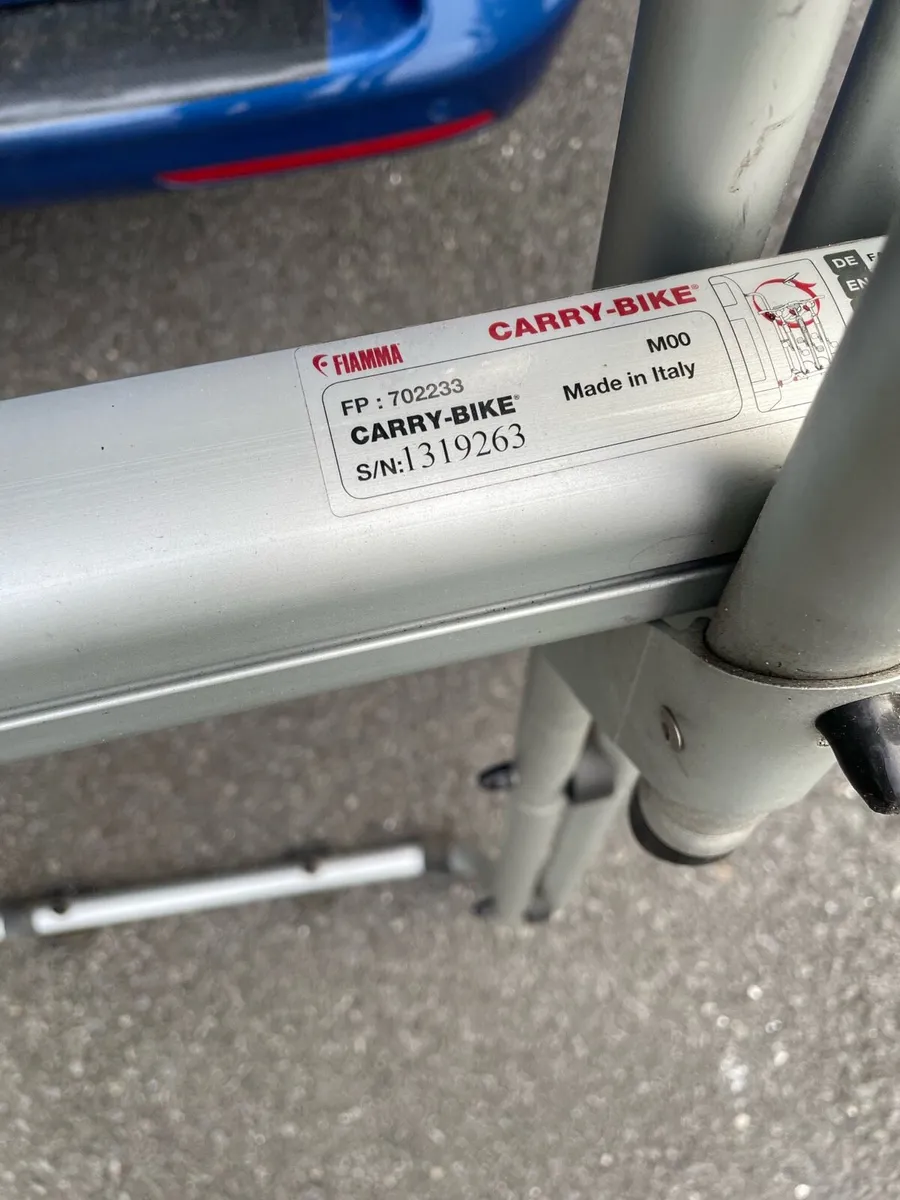 FIAMMA
CARRY-BIKE®
FP : 702233
M00
CARRY-BIKE®
Made in Italy
S/N:1319263
DE
EN